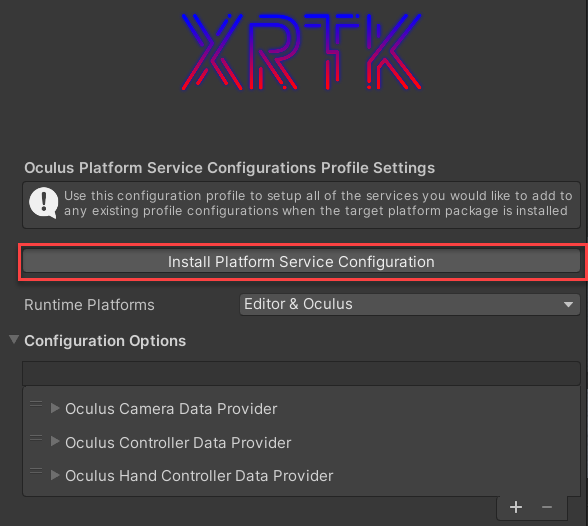 XRTK
Oculus Platform Service Configurations Profile Settings
Use this configuration profile to setup all of the services you would like to add to
any existing profile configurations when the target platform package is installed
Install Platform Service Configuration
Runtime Platforms Editor & Oculus
Configuration Options
Oculus Camera Data Provider
Oculus Controller Data Provider
Oculus Hand Controller Data Provider